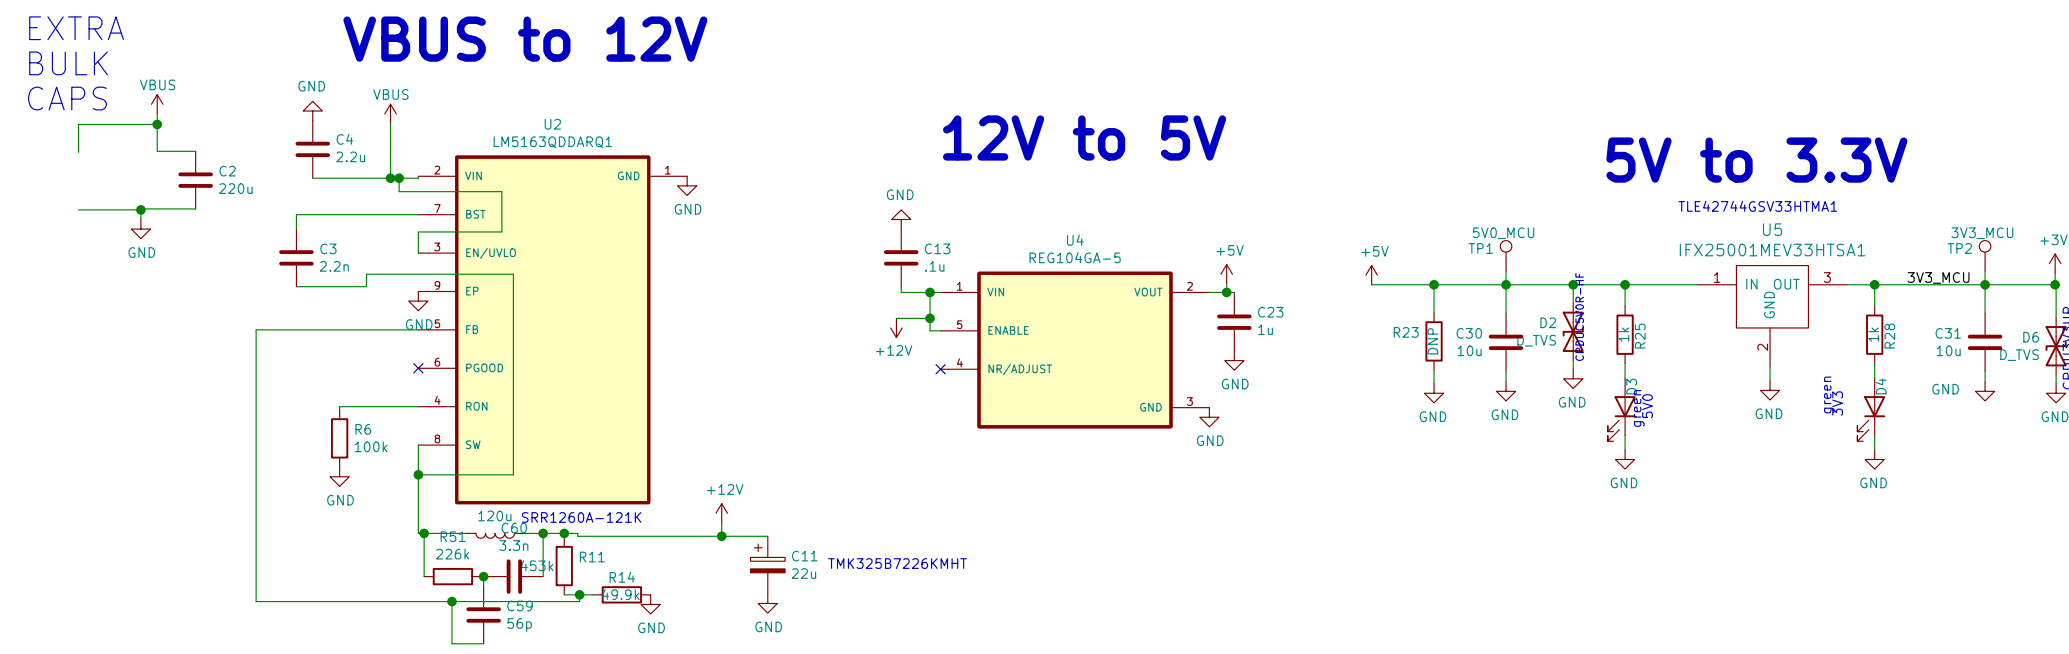 EXTRA
BULK
CAPS
VBUS
C2
220u
GND
VBUS to 12V
GND
VBUS
C4
2.2u
U2
LM5163QDDARQ1
2
VIN
GND
1
GND
7
BST
3
EN/UVLO
C3
2.2n
9
EP
GND
5
FB
6
PGOOD
4
RON
8
SW
R6
100k
GND
120u
SRR1260A-121K
+12V
C60
3.3n
R51
226k
453k
R11
R14
49.9k
GND
C59
56p
C11
22u
TMK325B7226KMHT
GND
12V to 5V
GND
C13
.1u
+12V
U4
REG104GA-5
1
VIN
VOUT
2
5
ENABLE
4
NR/ADJUST
GND
3
GND
+5V
C23
1u
GND
5V to 3.3V
TLE42744GSV33HTMA1
U5
IFX25001MEV33HTSA1
+5V
5V0_MCU
TP1
R23
DNP
GND
C30
10u
GND
D2
D_TVS
CPDUC5V0R-HF
GND
1k
R25
D3
green
5V0
GND
1
IN
OUT
3
GND
2
GND
3V3_MCU
1k
R28
D4
green
3V3
GND
3V3_MCU
TP2
C31
10u
GND
+3V
D6
D_TVS
GND